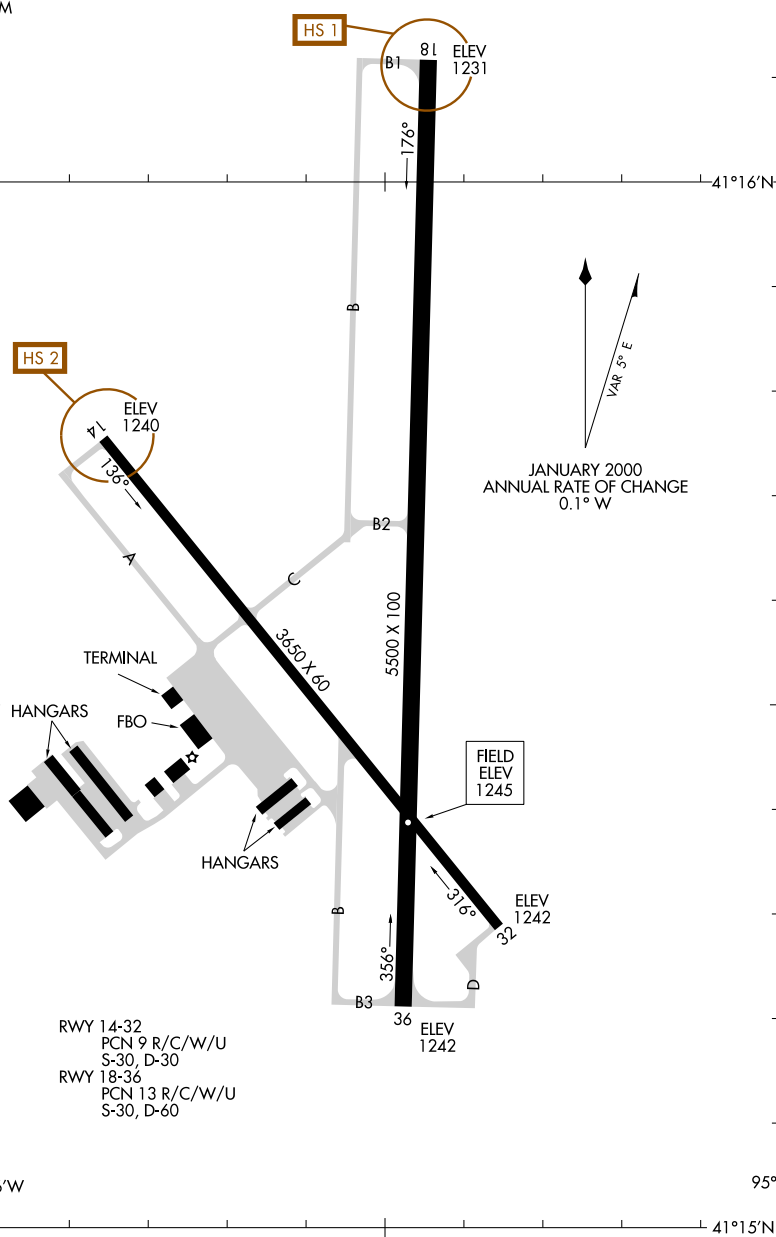 M
HS 1
B1
18
ELEV
1231
176°
41°16'N
B
HS 2
ELEV
1240
14
136°
VAR 5° E
JANUARY 2000
ANNUAL RATE OF CHANGE
0.1° W
B2
A
C
5500 X 100
3650 X 60
TERMINAL
HANGARS
FBO
FIELD
ELEV
1245
HANGARS
316°
ELEV
1242
32
B
356°
D
B3
36
ELEV
1242
RWY 14-32
PCN 9 R/C/W/U
S-30, D-30
RWY 18-36
PCN 13 R/C/W/U
S-30, D-60
'W
95°
41°15'N